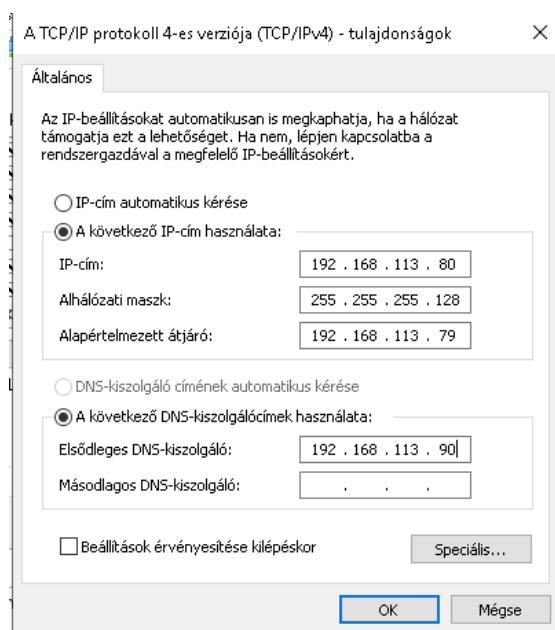 A TCP/IP protokoll 4-es verziója (TCP/IPv4) - tulajdonságok
Általános
Az IP-beállításokat automatikusan is megkaphatja, ha a hálózat
támogatja ezt a lehetőséget. Ha nem, lépjen kapcsolatba a
rendszergazdával a megfelelő IP-beállításokért.
IP-cím automatikus kérése
A következő IP-cím használata:
IP-cím: 192 . 168 . 113 . 80
Alhálózati maszk: 255 . 255 . 255 . 128
Alapértelmezett átjáró: 192 . 168 . 113 . 79
DNS-kiszolgáló címének automatikus kérése
A következő DNS-kiszolgálócímek használata:
Elsődleges DNS-kiszolgáló: 192 . 168 . 113 . 90
Másodlagos DNS-kiszolgáló: . . .
Beállítások érvényesítése kilépéskor
Speciális...
OK Mégse